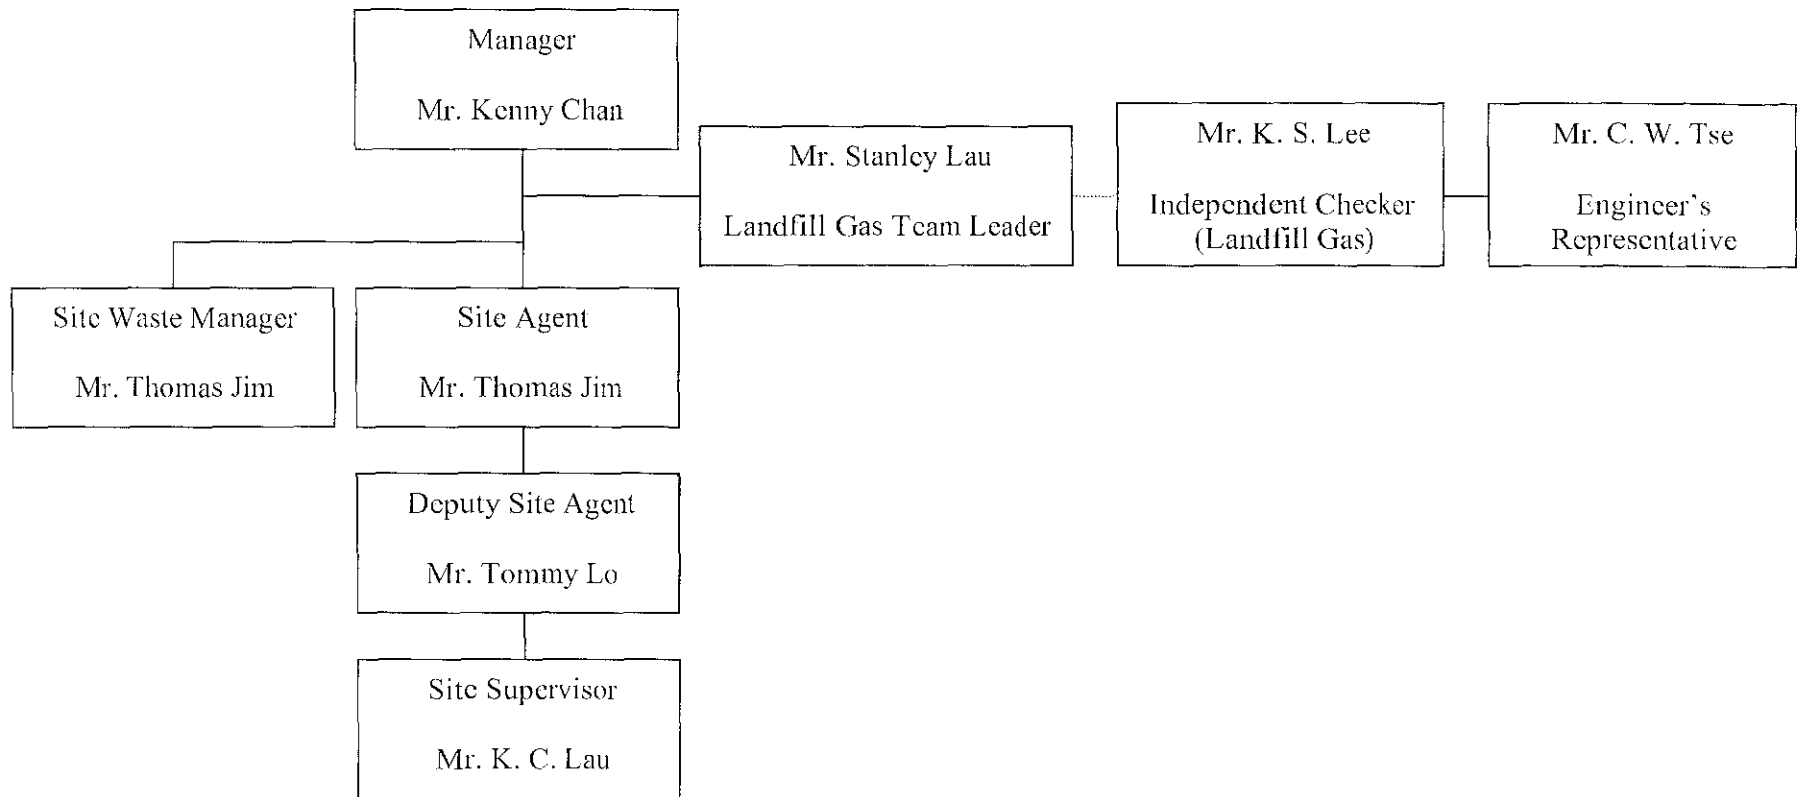 Manager
Mr. Kenny Chan
Mr. Stanley Lau
Landfill Gas Team Leader
Mr. K. S. Lee
Independent Checker
(Landfill Gas)
Mr. C. W. Tse
Engineer's
Representative
Site Waste Manager
Mr. Thomas Jim
Site Agent
Mr. Thomas Jim
Deputy Site Agent
Mr. Tommy Lo
Site Supervisor
Mr. K. C. Lau